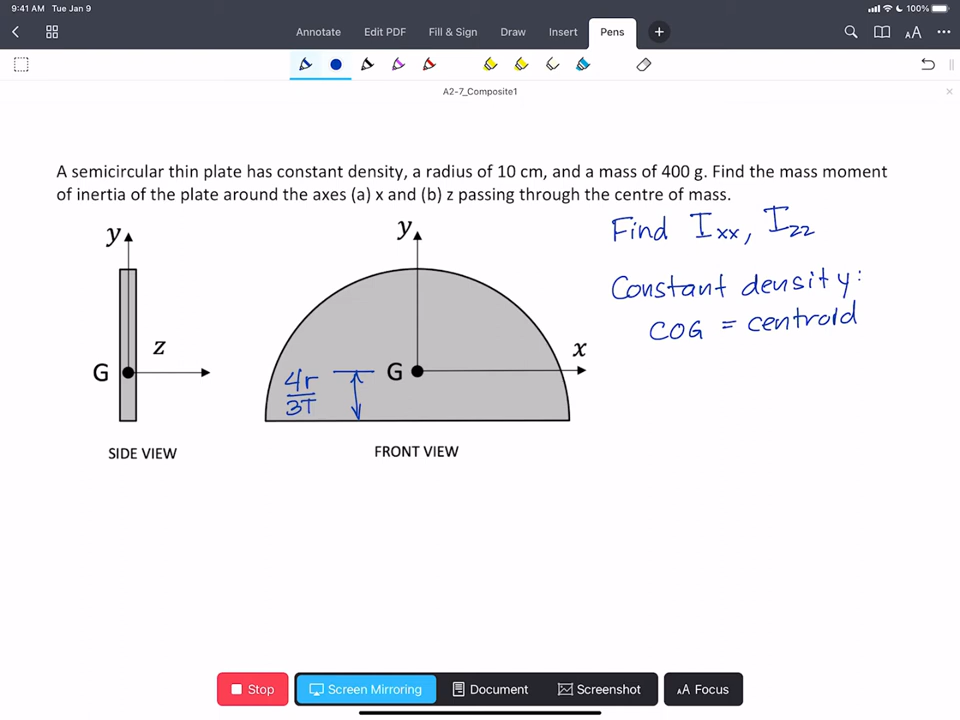 9:41 AM Tue Jan 9
100%
Annotate Edit PDF Fill & Sign Draw Insert Pens
AA
A2-7_Composite1
A semicircular thin plate has constant density, a radius of 10 cm, and a mass of 400 g. Find the mass moment
of inertia of the plate around the axes (a) x and (b) z passing through the centre of mass.
Find Ixx, Izz
y
y
Constant density:
COG = centroid
z
x
G
G
4r
3π
SIDE VIEW
FRONT VIEW
Stop Screen Mirroring Document Screenshot AA Focus